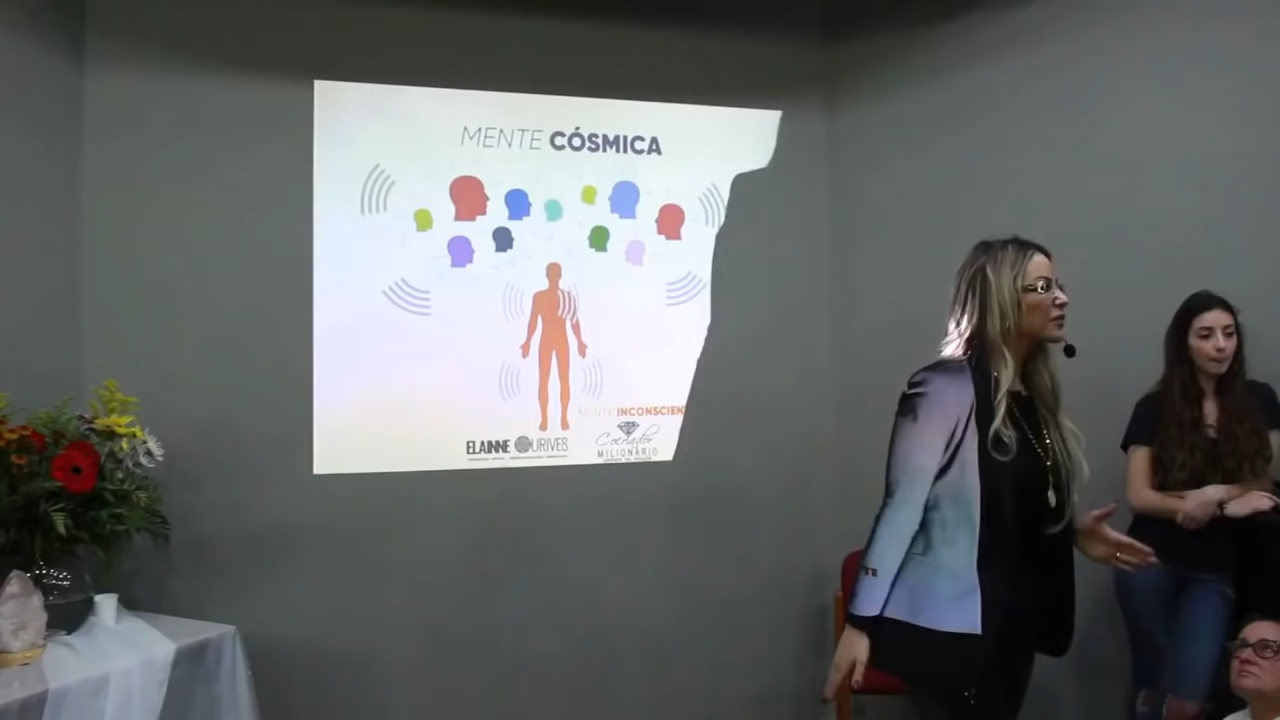 MENTE CÓSMICA
MENTE INCONSCIEN
ELAINNE OURIVES
Cocriador
MILIONÁRIO